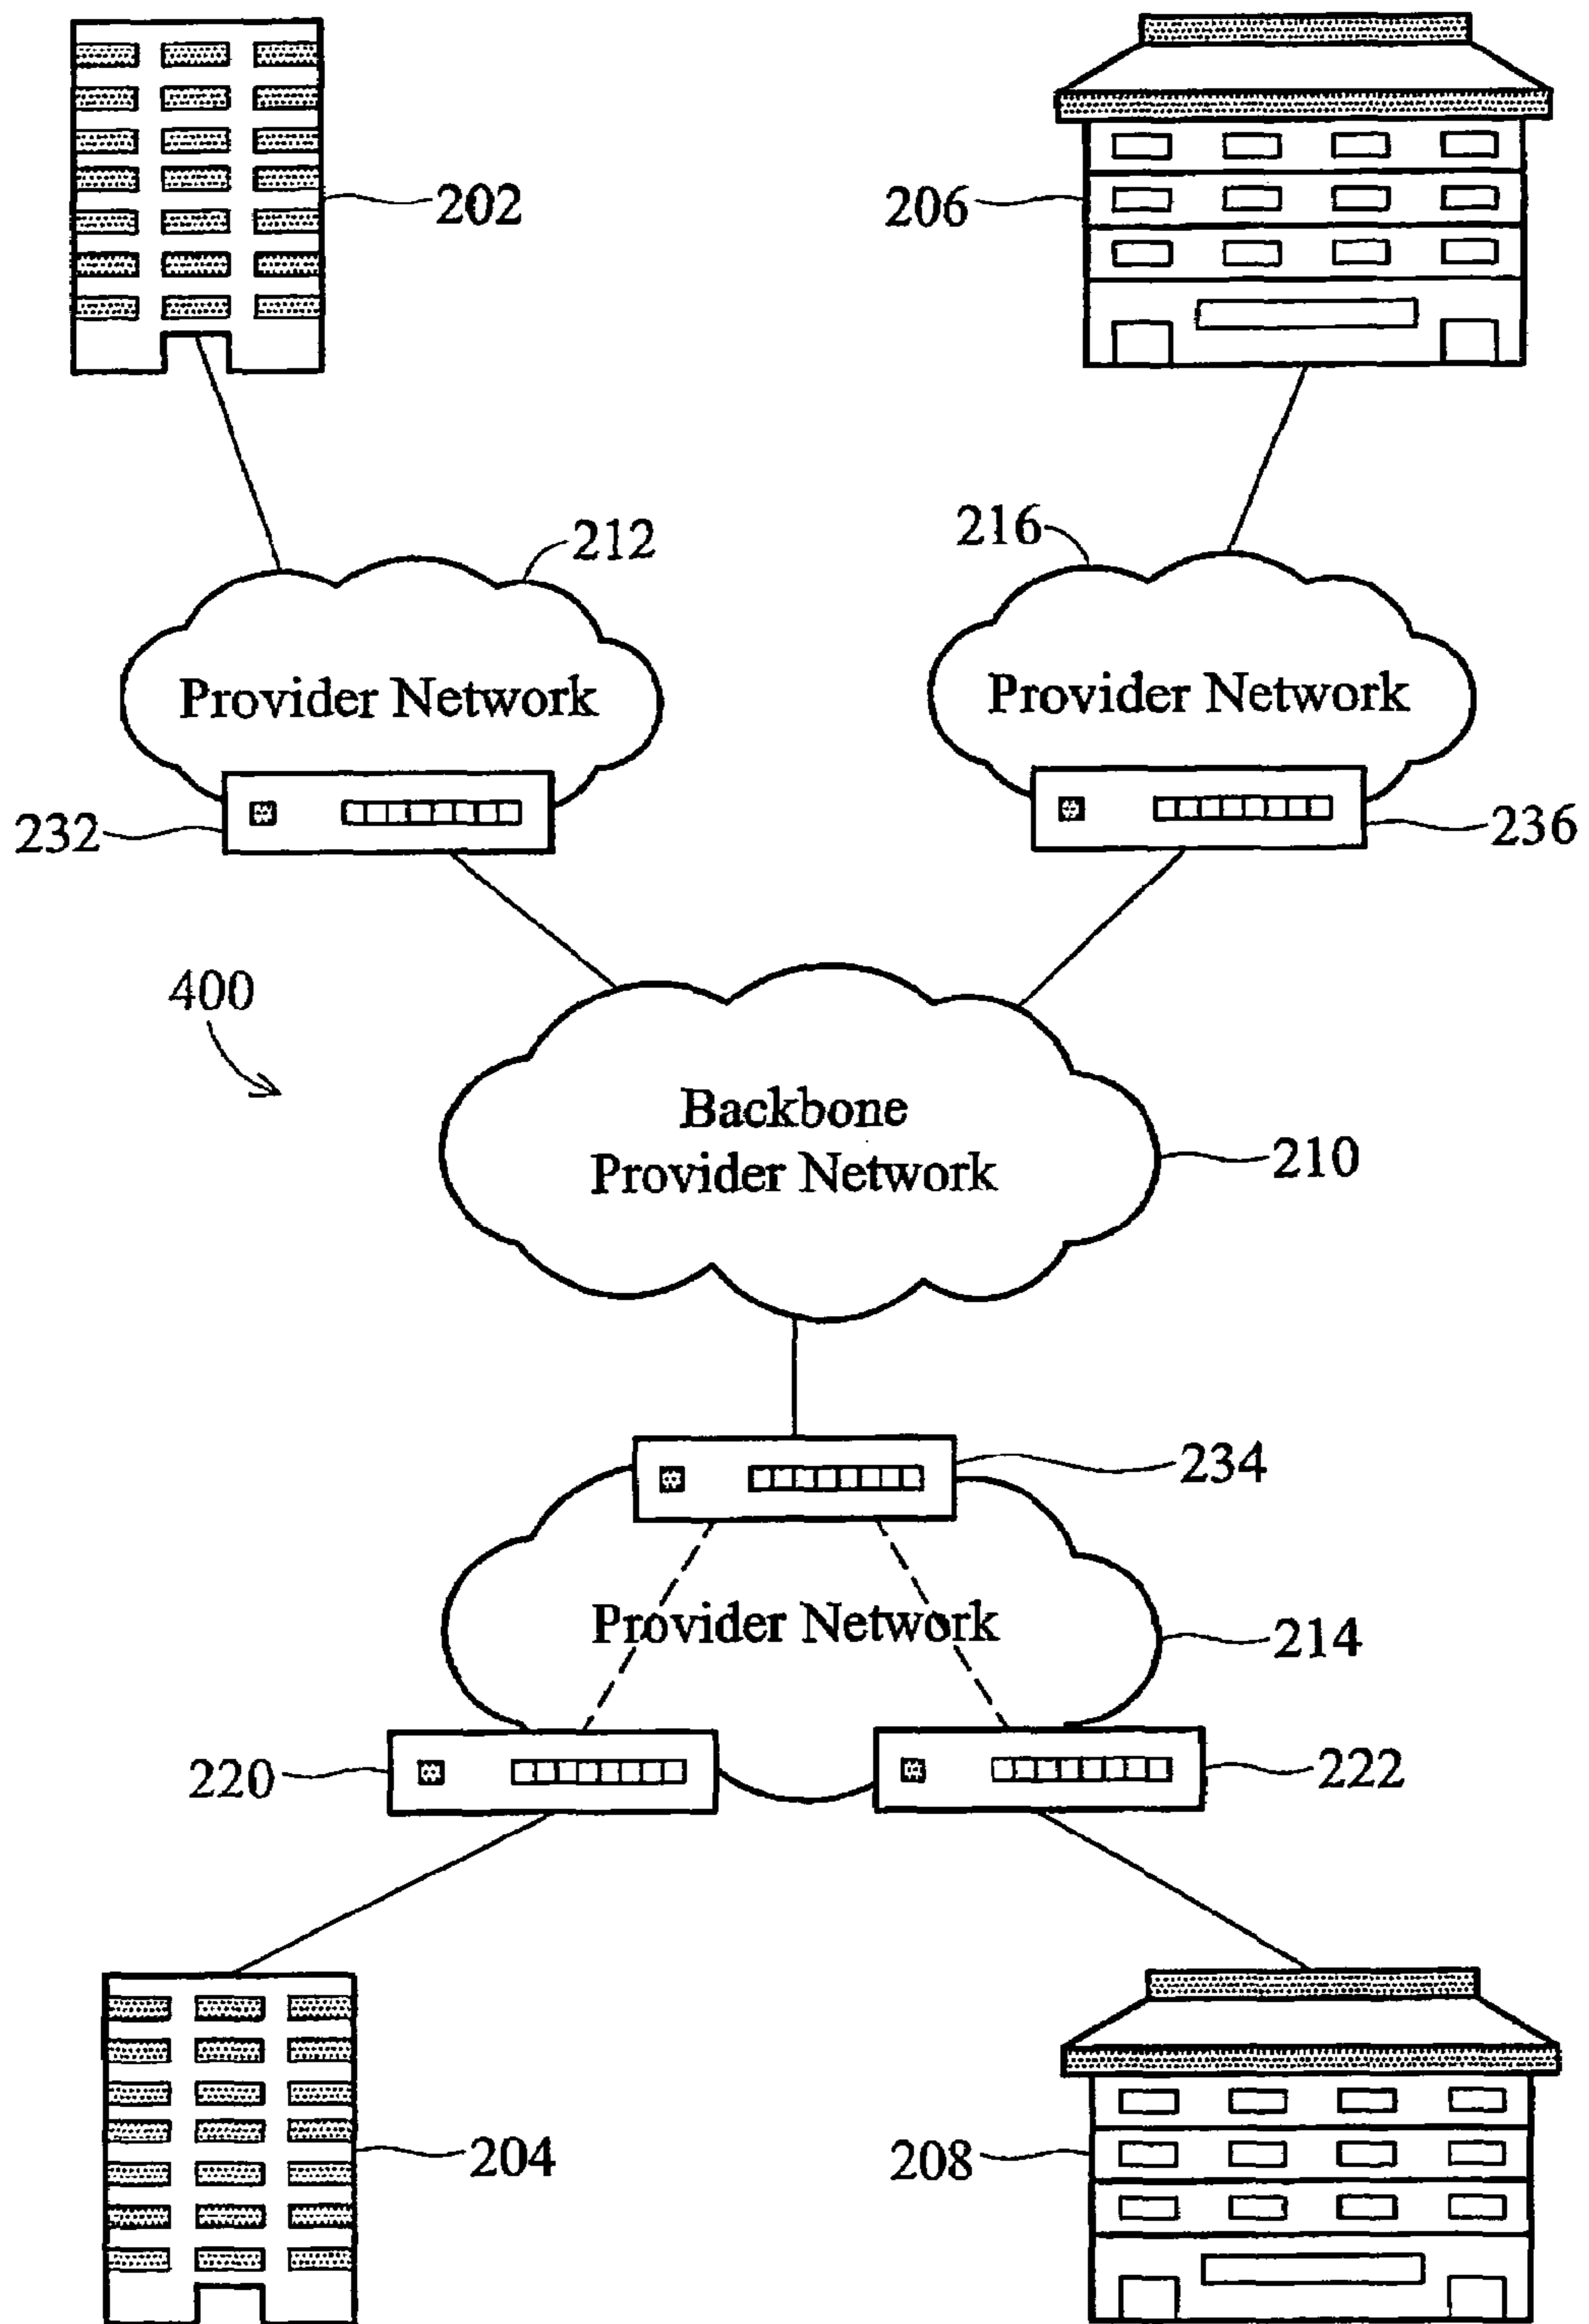 202
206
212
216
Provider Network
Provider Network
232
236
400
Backbone
Provider Network
210
234
Provider Network
214
220
222
204
208